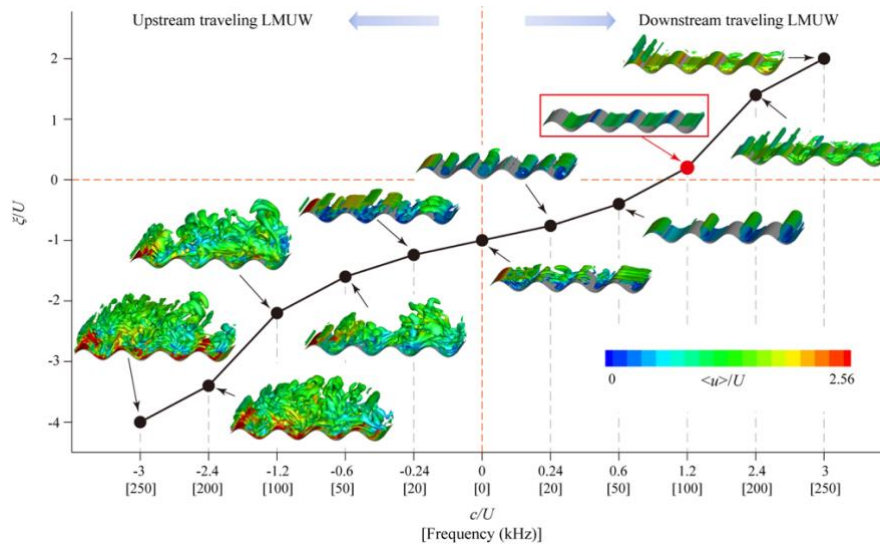 Upstream traveling LMUW
Downstream traveling LMUW
2
1
0
-1
-2
-3
-4
ξ/U
0
<u>/U
2.56
-3 -2.4 -1.2 -0.6 -0.24 0 0.24 0.6 1.2 2.4 3
[250] [200] [100] [50] [20] [0] [20] [50] [100] [200] [250]
c/U
[Frequency (kHz)]